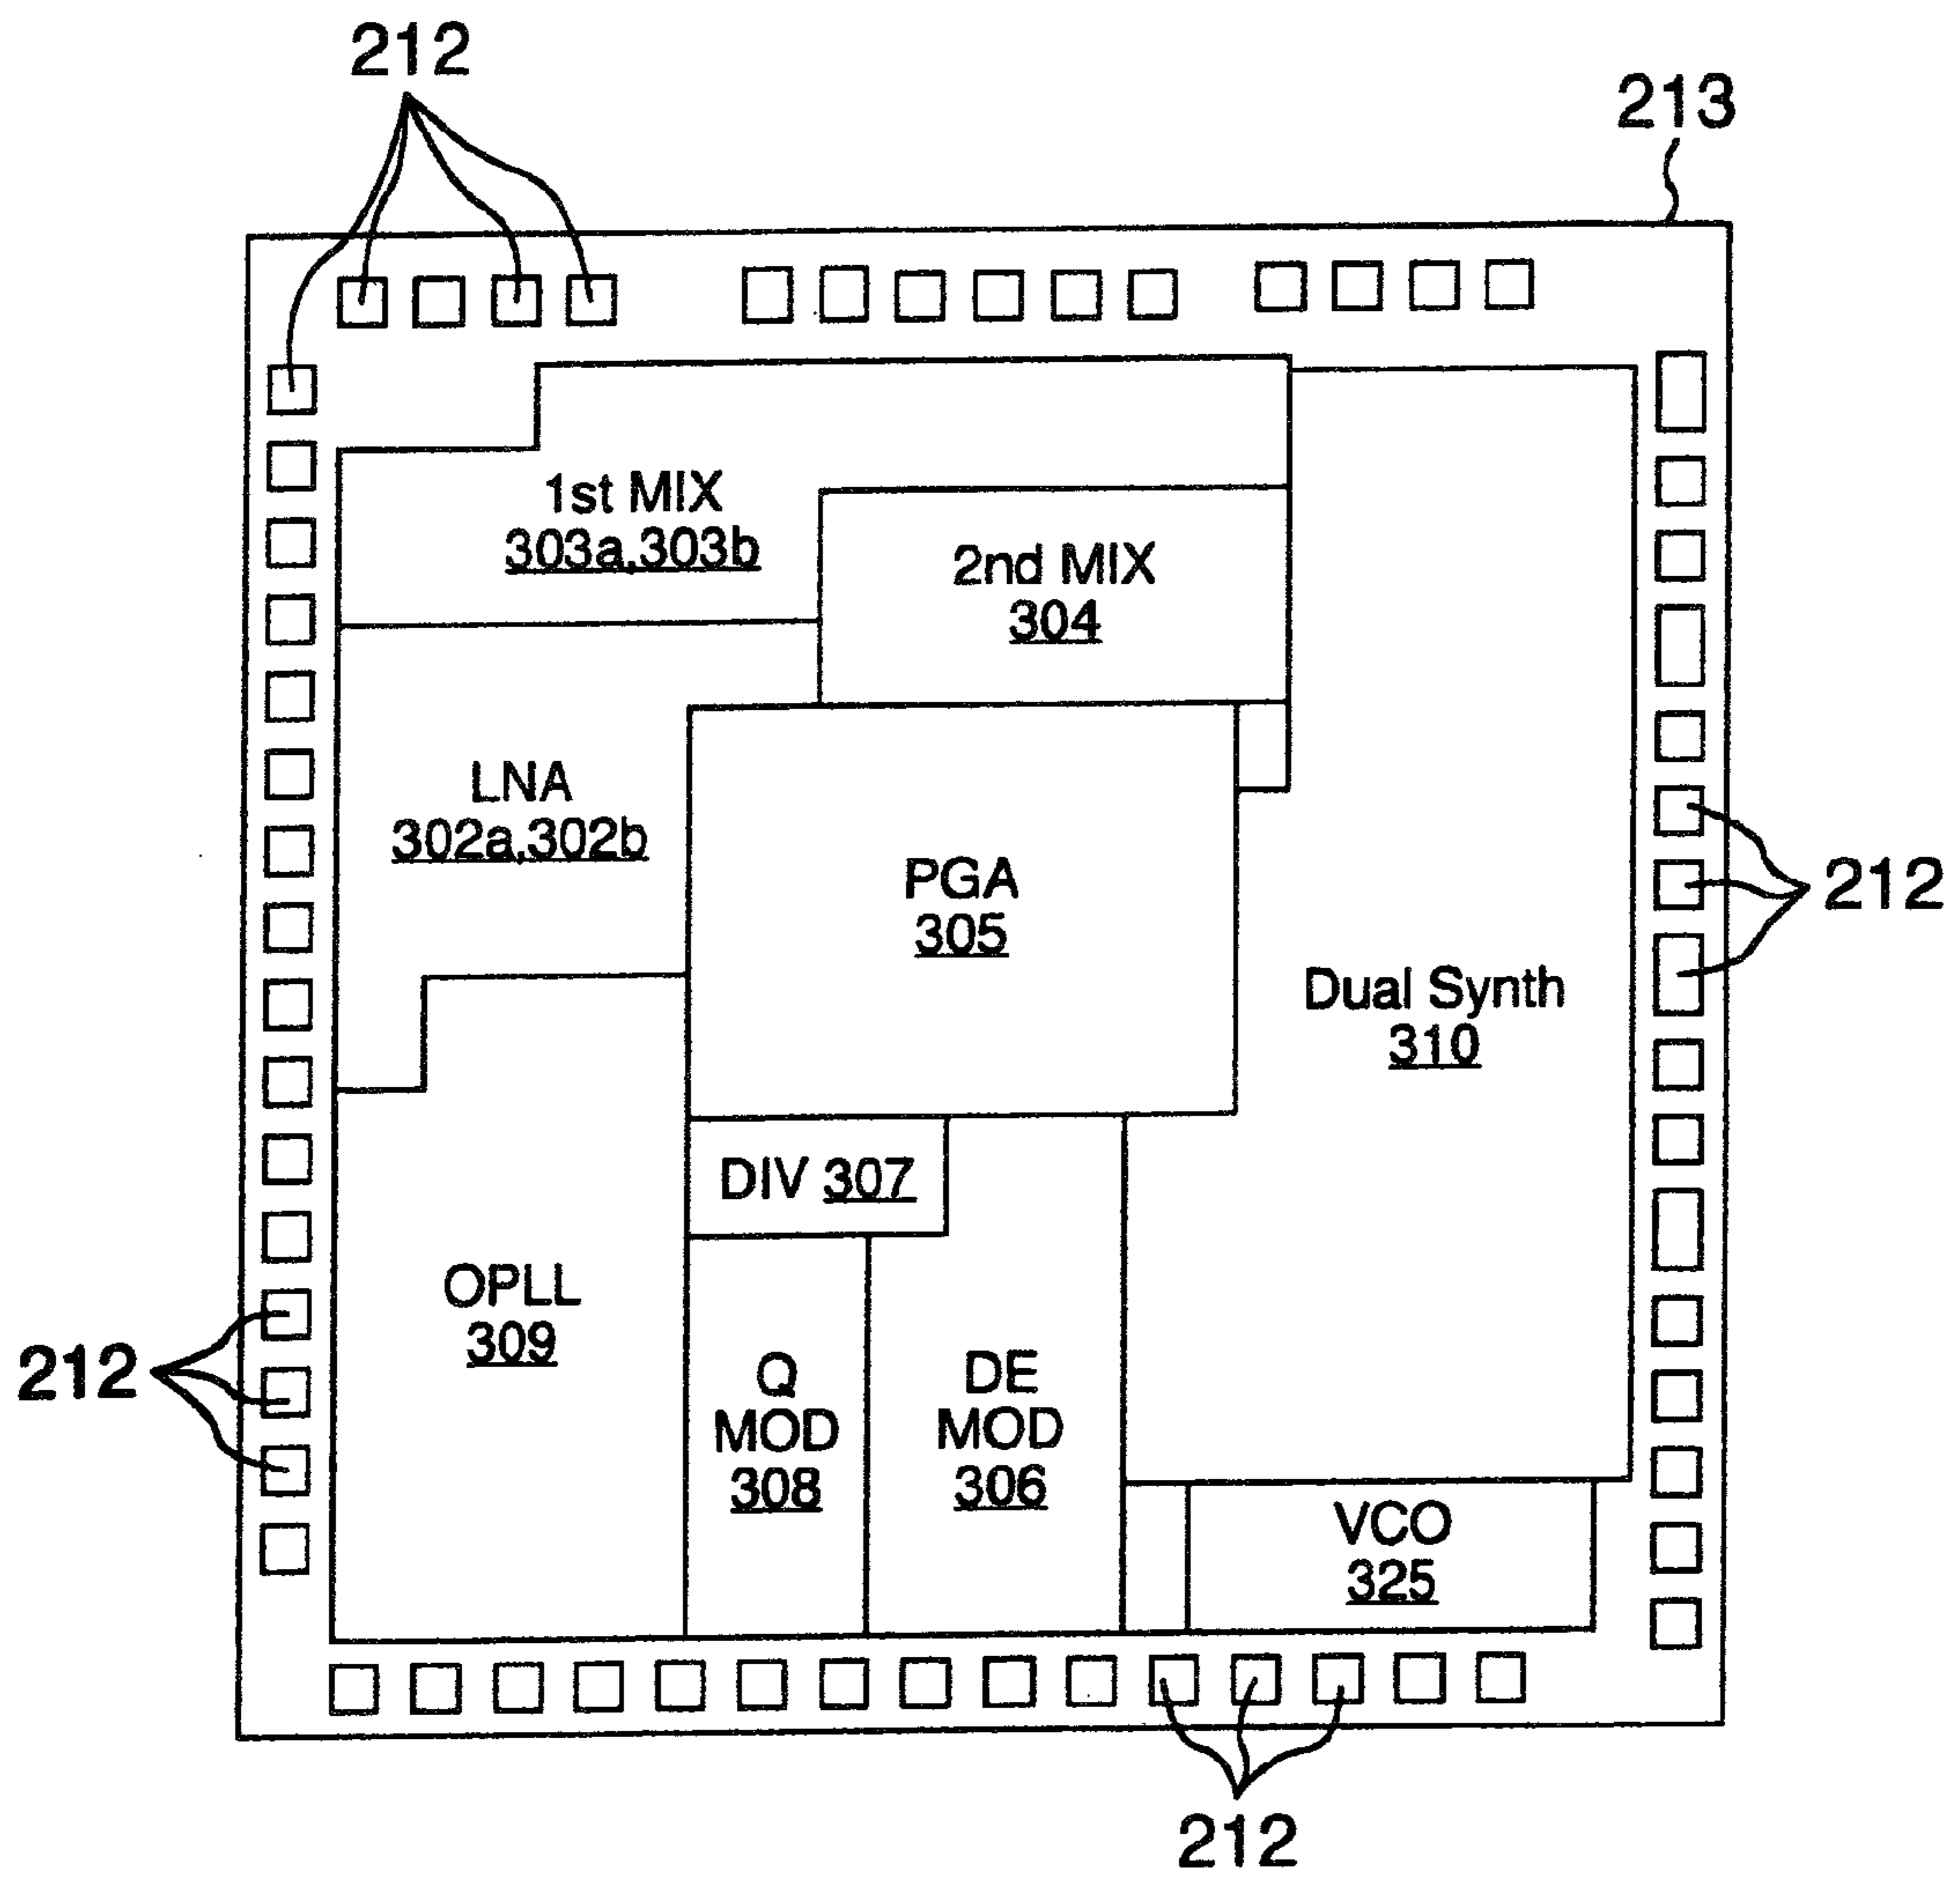 212
213
1st MIX
303a,303b
2nd MIX
304
LNA
302a,302b
PGA
305
212
Dual Synth
310
DIV 307
OPLL
309
212
Q
MOD
308
DE
MOD
306
VCO
325
212